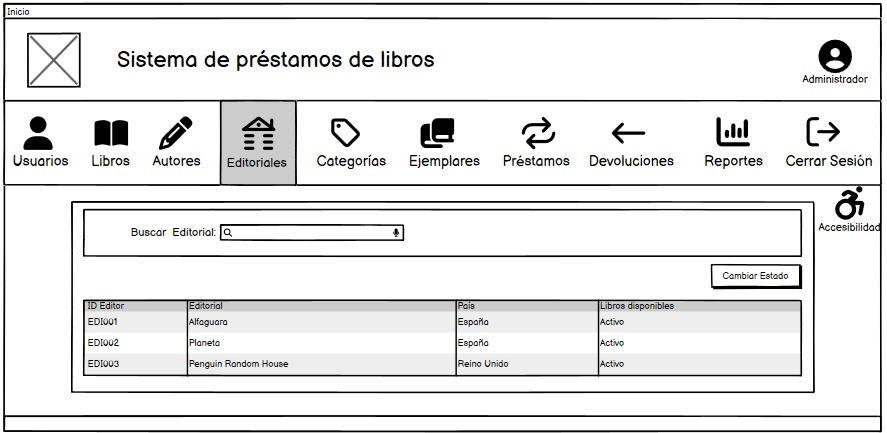 Inicio
Sistema de préstamos de libros
Administrador
Usuarios Libros Autores Editoriales Categorías Ejemplares Préstamos Devoluciones Reportes Cerrar Sesión
Accesibilidad
Buscar Editorial:
Cambiar Estado
ID Editor Editorial País Libros disponibles
EDI001 Alfaguara España Activo
EDI002 Planeta España Activo
EDI003 Penguin Random House Reino Unido Activo